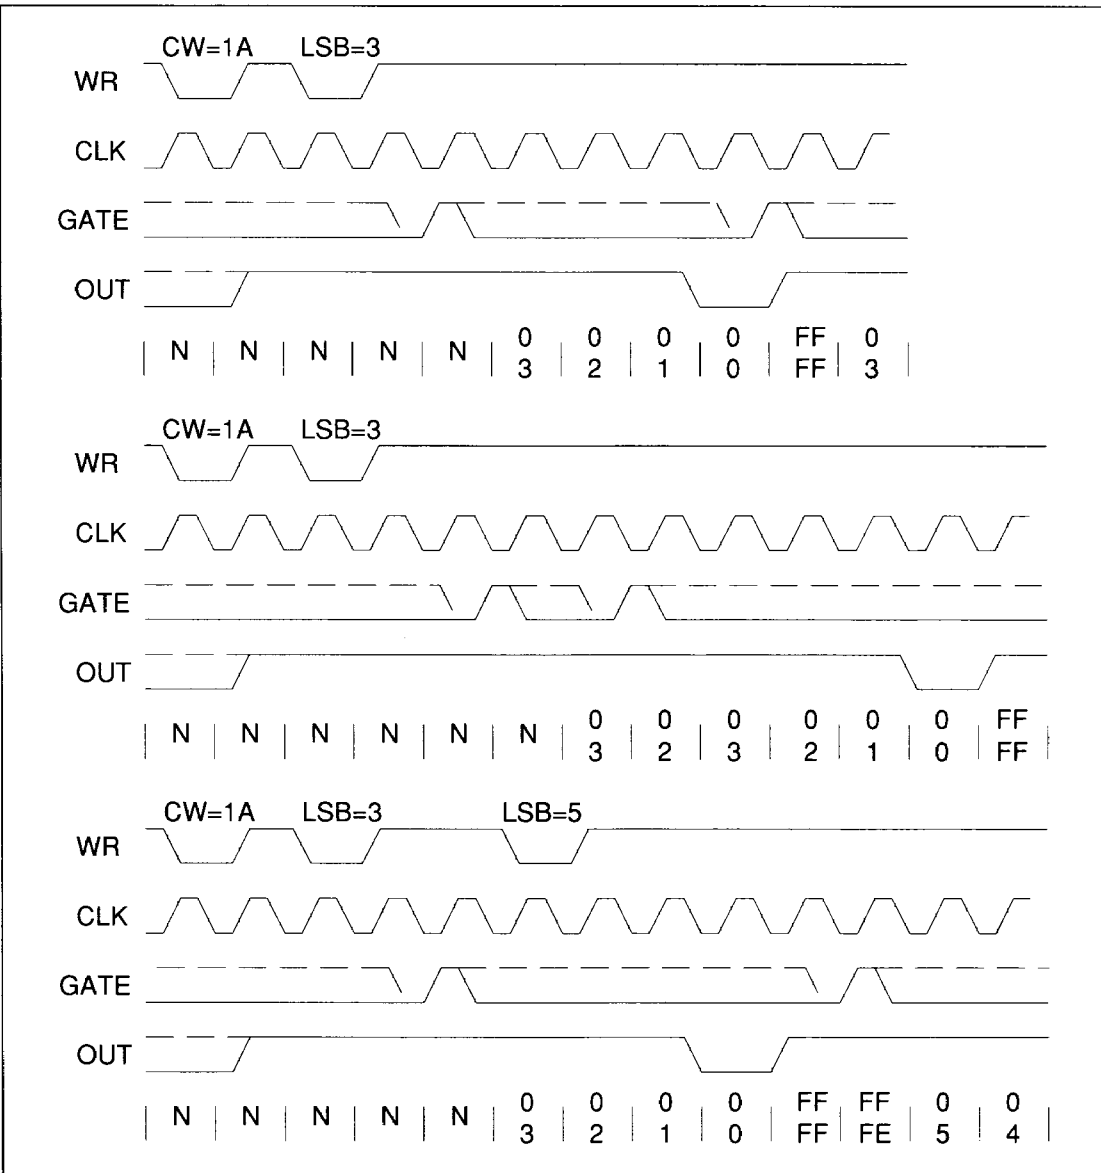 CW=1A LSB=3
WR
CLK
GATE
OUT
N N N N N 0 0 0 0 FF 0
3 2 1 0 FF 3
CW=1A LSB=3
WR
CLK
GATE
OUT
N N N N N N 0 0 0 0 0 0 FF
3 2 3 2 1 0 FF
CW=1A LSB=3 LSB=5
WR
CLK
GATE
OUT
N N N N N 0 0 0 0 FF FF 0 0
3 2 1 0 FF FE 5 4